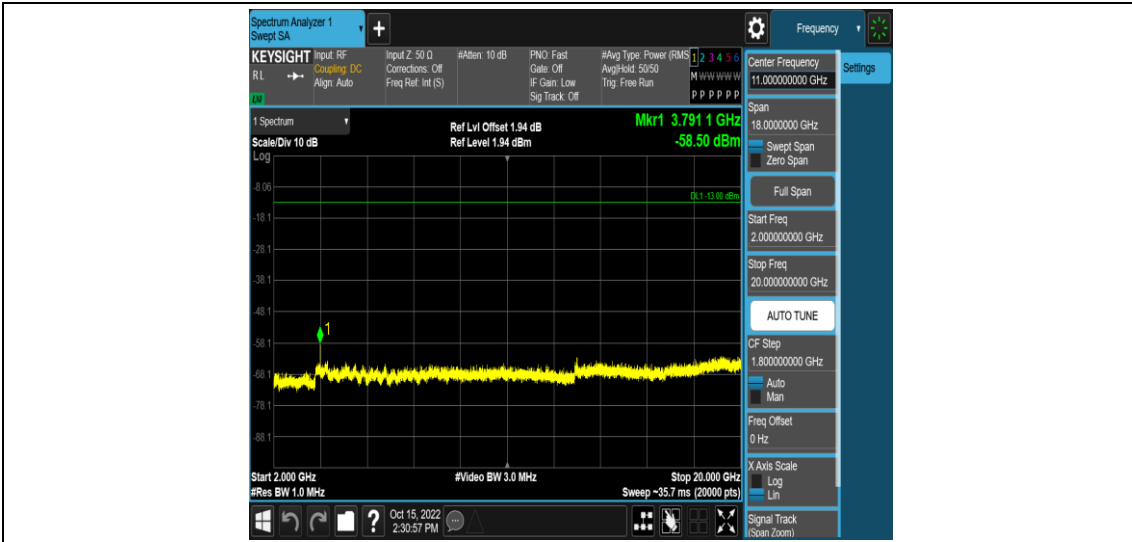 Spectrum Analyzer 1
Swept SA
+
Frequency
KEYSIGHT
R L
LXI
Input: RF
Coupling: DC
Align: Auto
Input Z: 50 Ω
Corrections: Off
Freq Ref: Int (S)
#Atten: 10 dB
PNO: Fast
Gate: Off
IF Gain: Low
Sig Track: Off
#Avg Type: Power (RMS
Avg|Hold: 50/50
Trig: Free Run
1 2 3 4 5 6
M W W W W W
P P P P P P
1 Spectrum
Scale/Div 10 dB
Log
Ref Lvl Offset 1.94 dB
Ref Level 1.94 dBm
Mkr1 3.791 1 GHz
-58.50 dBm
-8.06
DL1 -13.00 dBm
-18.1
-28.1
-38.1
-48.1
1
-58.1
-68.1
-78.1
-88.1
Start 2.000 GHz
#Video BW 3.0 MHz
Stop 20.000 GHz
#Res BW 1.0 MHz
Sweep ~35.7 ms (20000 pts)
Center Frequency
11.000000000 GHz
Settings
Span
18.0000000 GHz
Swept Span
Zero Span
Full Span
Start Freq
2.000000000 GHz
Stop Freq
20.000000000 GHz
AUTO TUNE
CF Step
1.800000000 GHz
Auto
Man
Freq Offset
0 Hz
X Axis Scale
Log
Lin
Signal Track
(Span Zoom)
?
Oct 15, 2022
2:30:57 PM